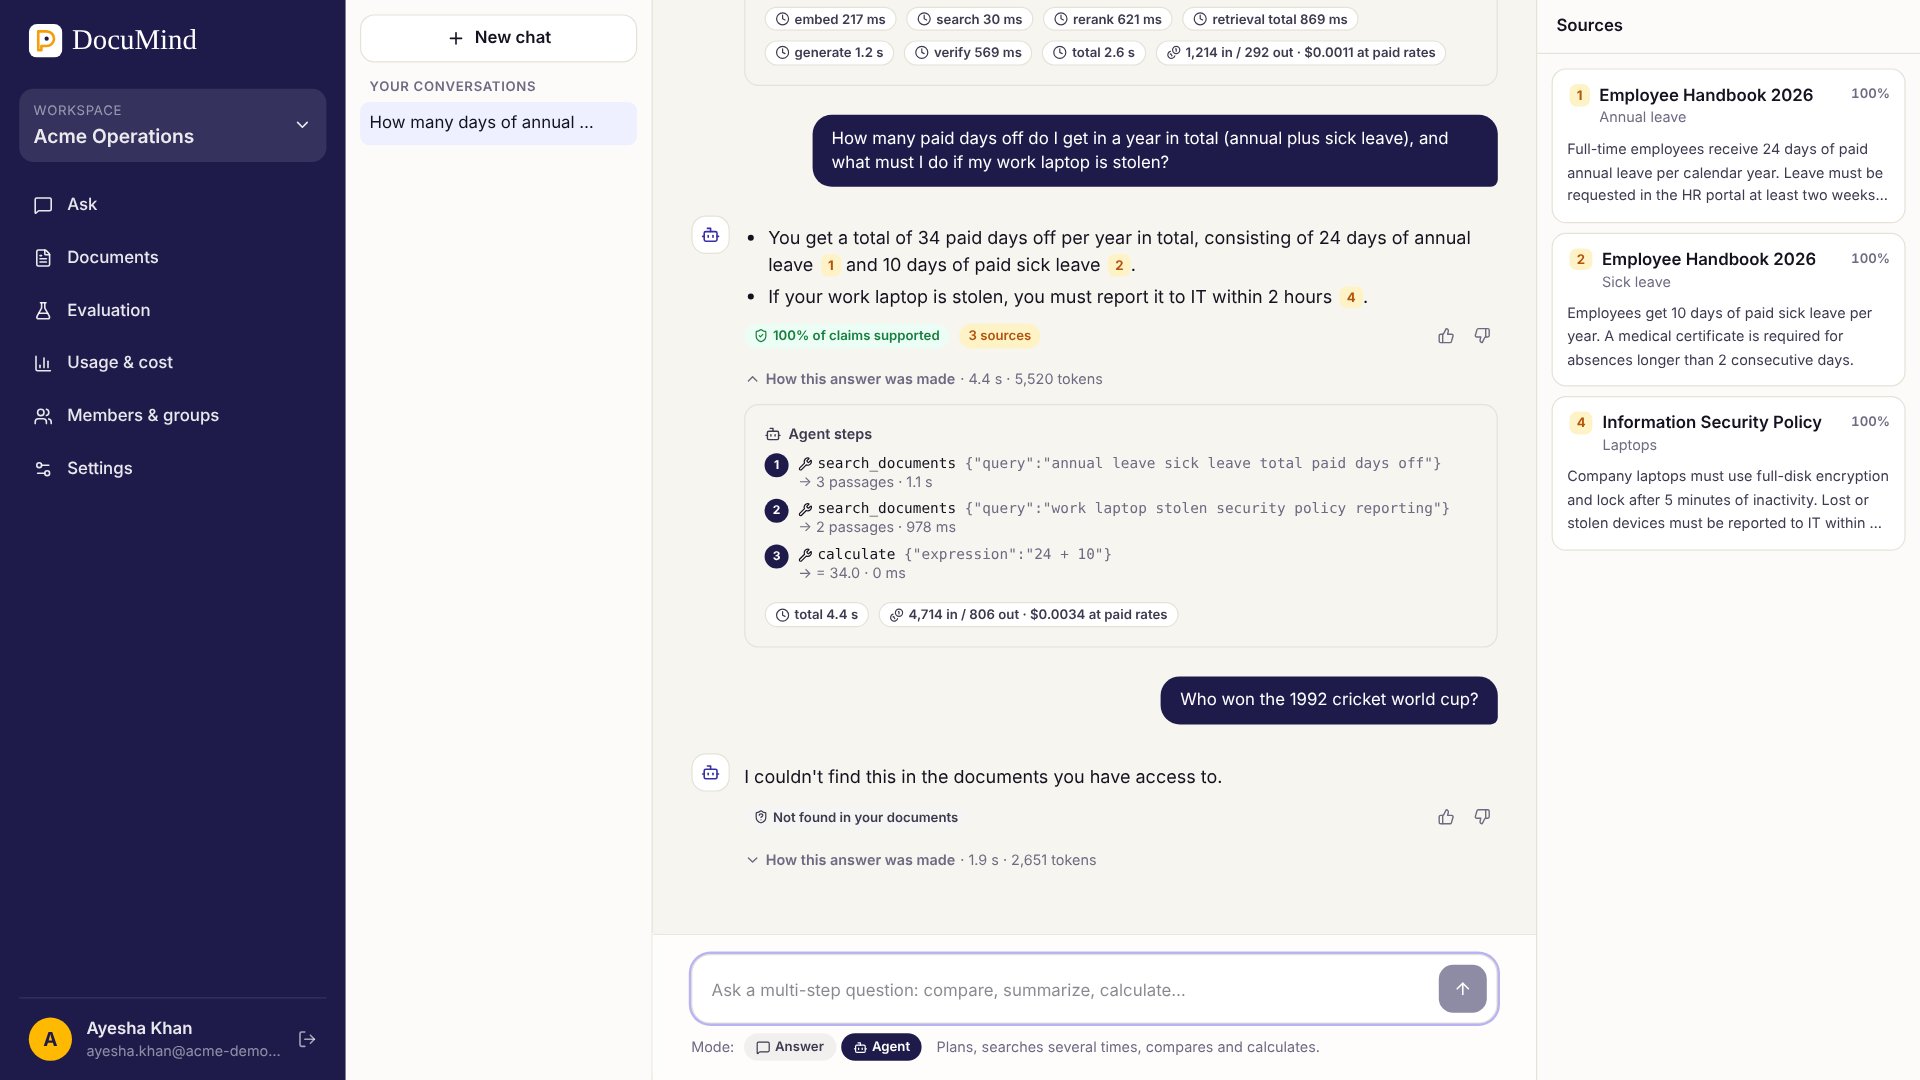 DocuMind
WORKSPACE
Acme Operations
Ask
Documents
Evaluation
Usage & cost
Members & groups
Settings
A
Ayesha Khan
ayesha.khan@acme-demo...
+ New chat
YOUR CONVERSATIONS
How many days of annual ...
embed 217 ms
search 30 ms
rerank 621 ms
retrieval total 869 ms
generate 1.2 s
verify 569 ms
total 2.6 s
1,214 in / 292 out · $0.0011 at paid rates
How many paid days off do I get in a year in total (annual plus sick leave), and
what must I do if my work laptop is stolen?
• You get a total of 34 paid days off per year in total, consisting of 24 days of annual
leave 1 and 10 days of paid sick leave 2.
• If your work laptop is stolen, you must report it to IT within 2 hours 4.
100% of claims supported
3 sources
How this answer was made · 4.4 s · 5,520 tokens
Agent steps
1 search_documents {"query":"annual leave sick leave total paid days off"}
→ 3 passages · 1.1 s
2 search_documents {"query":"work laptop stolen security policy reporting"}
→ 2 passages · 978 ms
3 calculate {"expression":"24 + 10"}
→ = 34.0 · 0 ms
total 4.4 s
4,714 in / 806 out · $0.0034 at paid rates
Who won the 1992 cricket world cup?
I couldn't find this in the documents you have access to.
Not found in your documents
How this answer was made · 1.9 s · 2,651 tokens
Ask a multi-step question: compare, summarize, calculate...
Mode:
Answer
Agent
Plans, searches several times, compares and calculates.
Sources
1 Employee Handbook 2026 100%
Annual leave
Full-time employees receive 24 days of paid
annual leave per calendar year. Leave must be
requested in the HR portal at least two weeks...
2 Employee Handbook 2026 100%
Sick leave
Employees get 10 days of paid sick leave per
year. A medical certificate is required for
absences longer than 2 consecutive days.
4 Information Security Policy 100%
Laptops
Company laptops must use full-disk encryption
and lock after 5 minutes of inactivity. Lost or
stolen devices must be reported to IT within ...